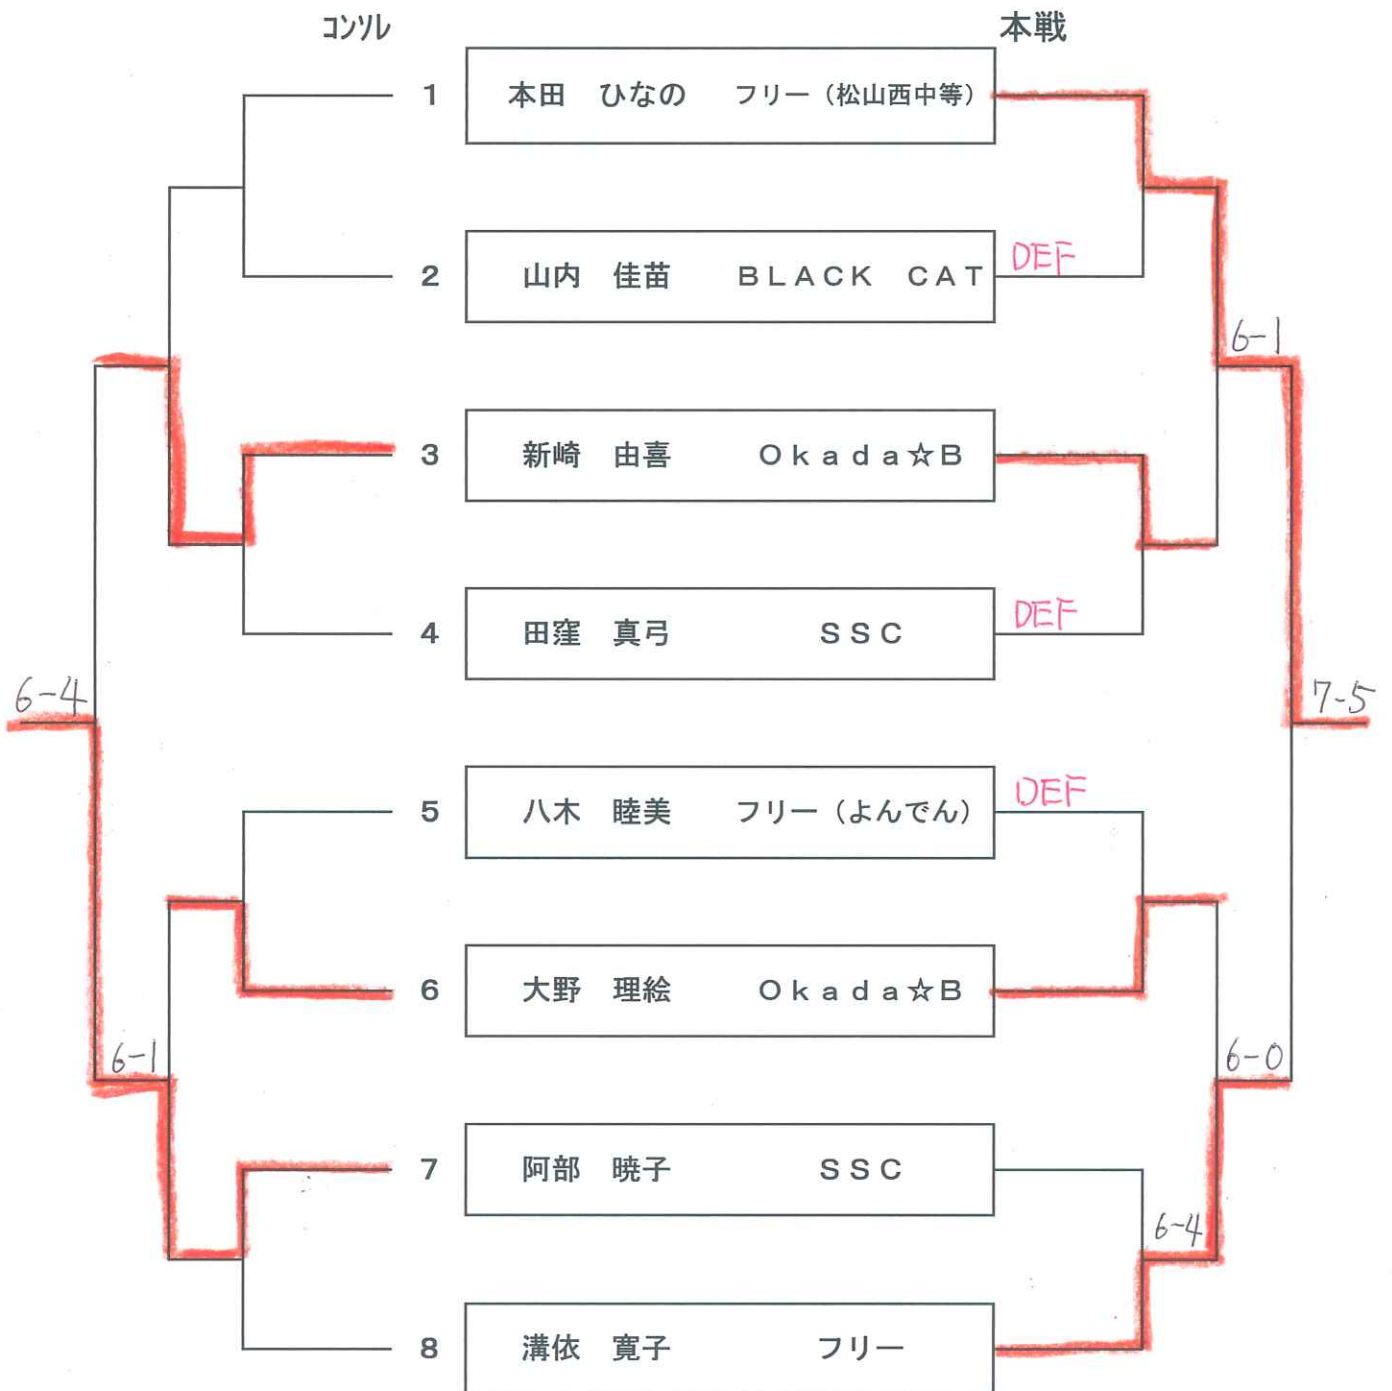 コンソレ 本戦
1 本田 ひなの フリー（松山西中等）
2 山内 佳苗 BLACK CAT DEF
6-1
3 新崎 由喜 Okada☆B
4 田窪 真弓 SSC DEF
6-4 7-5
5 八木 睦美 フリー（よんでん） DEF
6 大野 理絵 Okada☆B
6-1 6-0
7 阿部 暁子 SSC
6-4
8 溝依 寛子 フリー